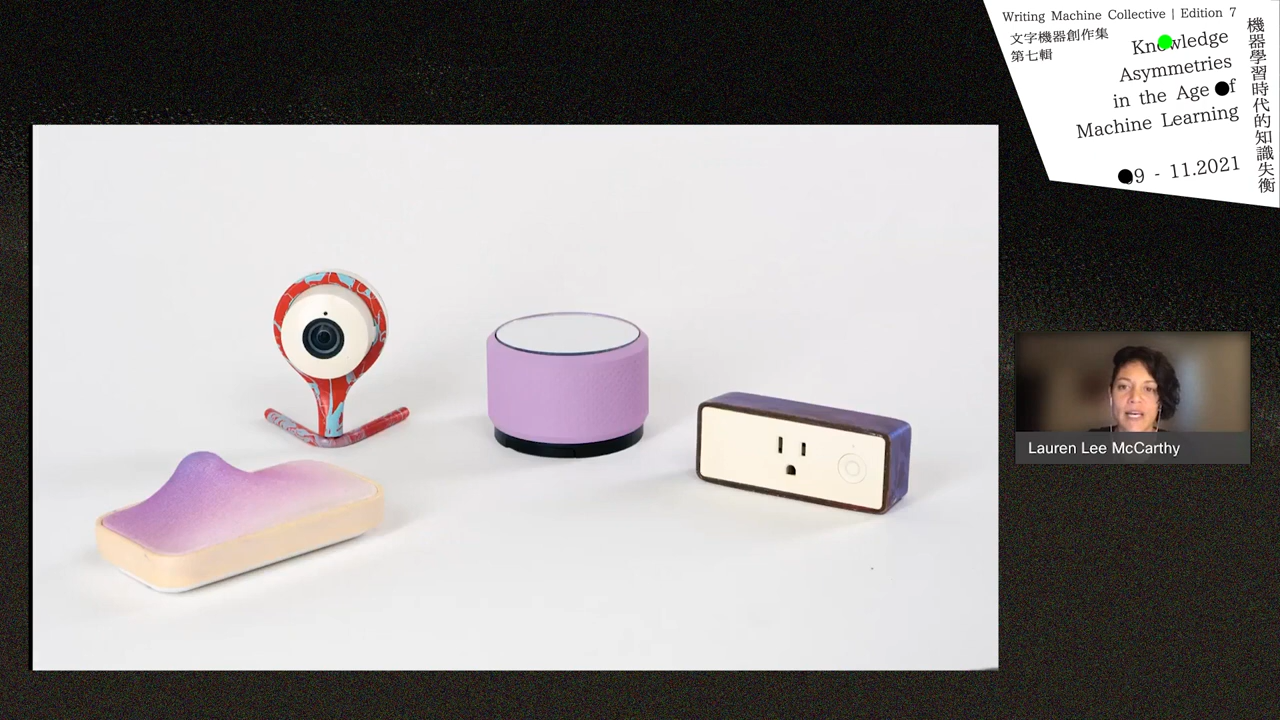 Writing Machine Collective | Edition 7
文字機器創作集
第七輯
Knowledge
Asymmetries
in the Age of
Machine Learning
09 - 11.2021
機器學習時代的知識失衡
Lauren Lee McCarthy